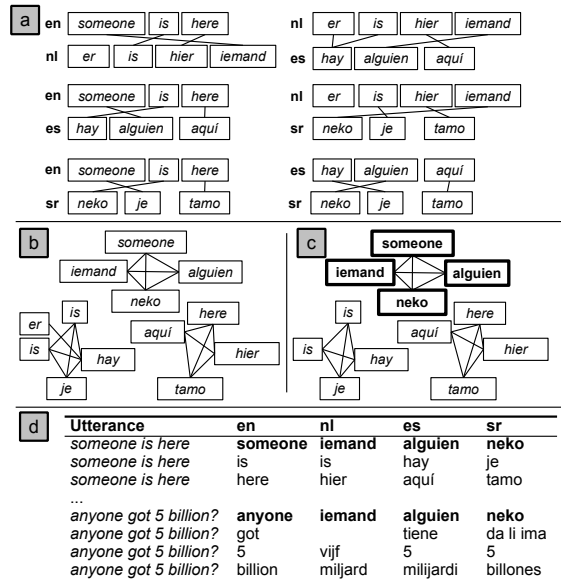 a
en someone is here
nl er is hier iemand
nl er is hier iemand
es hay alguien aquí
en someone is here
es hay alguien aquí
nl er is hier iemand
sr neko je tamo
en someone is here
sr neko je tamo
es hay alguien aquí
sr neko je tamo
b
someone
iemand alguien
neko
is
er
is
hay
je
here
aquí
hier
tamo
c
someone
iemand alguien
neko
is
is
hay
je
here
aquí
hier
tamo
d
Utterance en nl es sr
someone is here someone iemand alguien neko
someone is here is is hay je
someone is here here hier aquí tamo
...
anyone got 5 billion? anyone iemand alguien neko
anyone got 5 billion? got tiene da li ima
anyone got 5 billion? 5 vijf 5 5
anyone got 5 billion? billion miljard milijardi billones